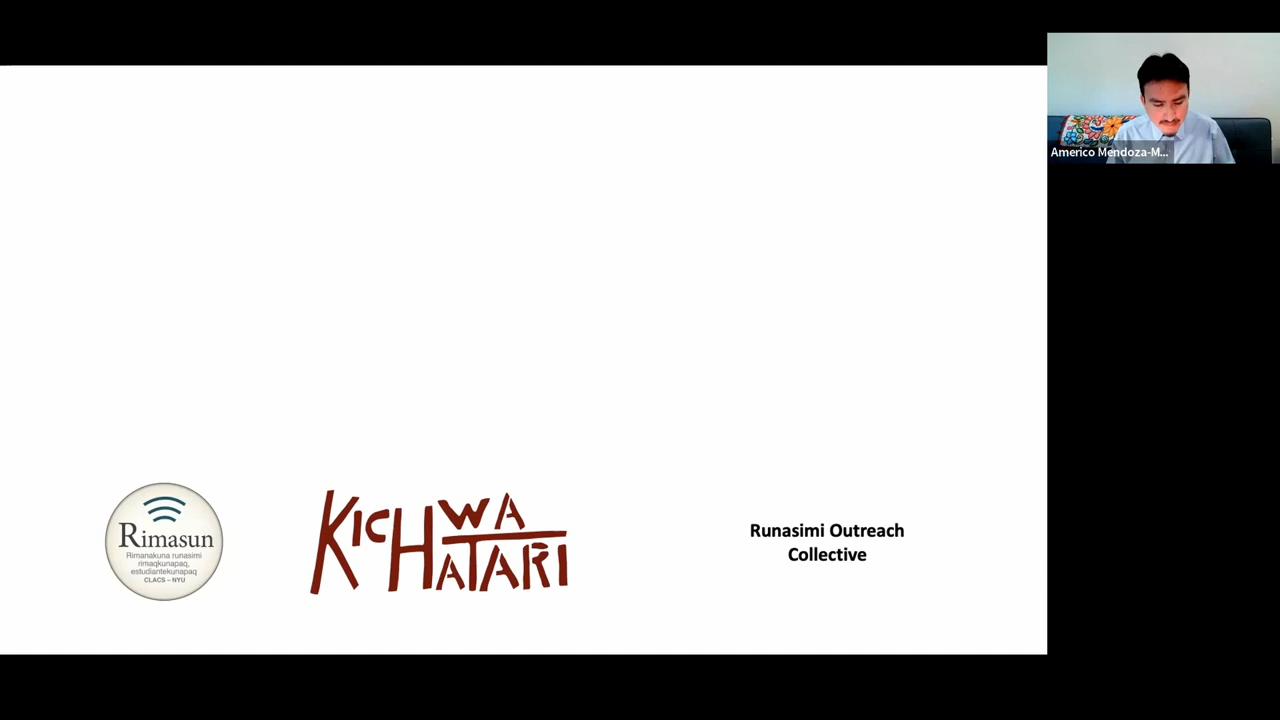 Americo Mendoza-M...
Rimasun
Rimanakuna runasimi
rimaqkunapaq,
estudiantekunapaq
CLACS – NYU
KICHWA
HATARI
Runasimi Outreach
Collective